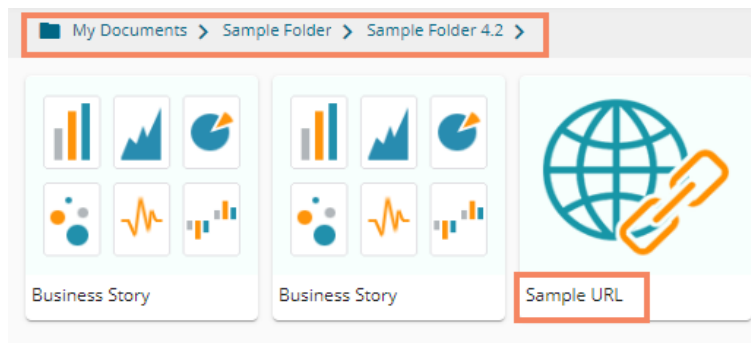 My Documents > Sample Folder > Sample Folder 4.2 >
Business Story
Business Story
Sample URL